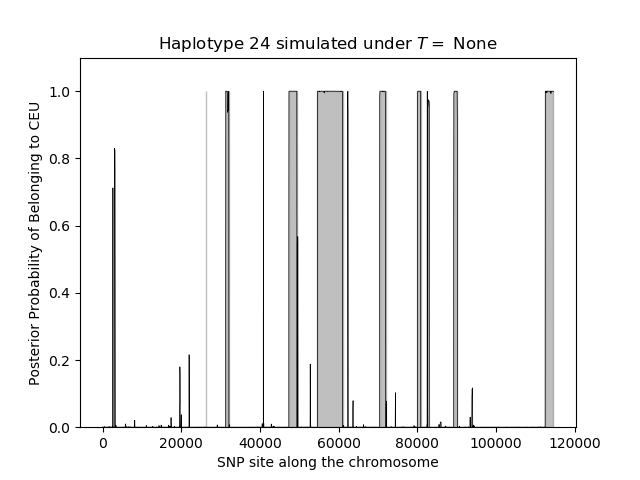 Haplotype 24 simulated under T = None
Posterior Probability of Belonging to CEU
1.0
0.8
0.6
0.4
0.2
0.0
0 20000 40000 60000 80000 100000 120000
SNP site along the chromosome